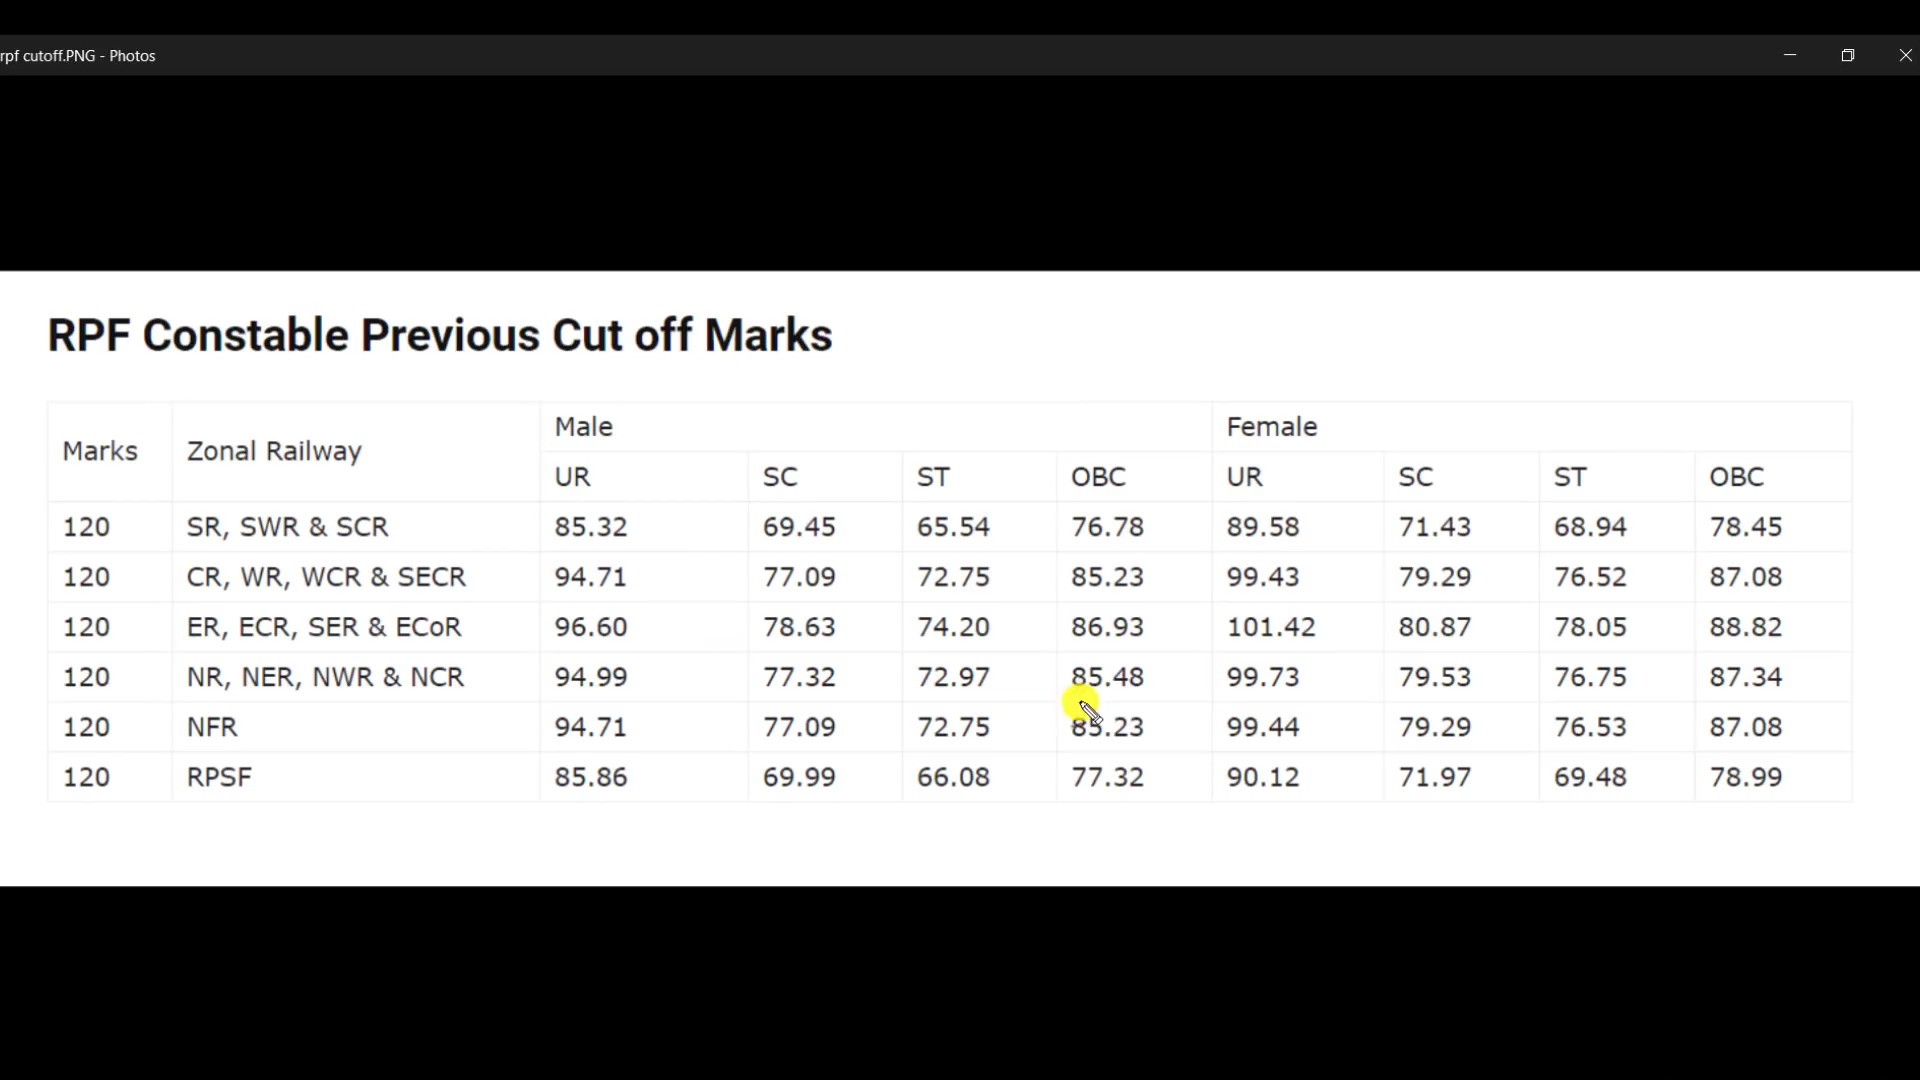 rpf cutoff.PNG - Photos
RPF Constable Previous Cut off Marks
Male Female
Marks Zonal Railway
UR SC ST OBC UR SC ST OBC
120 SR, SWR & SCR 85.32 69.45 65.54 76.78 89.58 71.43 68.94 78.45
120 CR, WR, WCR & SECR 94.71 77.09 72.75 85.23 99.43 79.29 76.52 87.08
120 ER, ECR, SER & ECoR 96.60 78.63 74.20 86.93 101.42 80.87 78.05 88.82
120 NR, NER, NWR & NCR 94.99 77.32 72.97 85.48 99.73 79.53 76.75 87.34
120 NFR 94.71 77.09 72.75 85.23 99.44 79.29 76.53 87.08
120 RPSF 85.86 69.99 66.08 77.32 90.12 71.97 69.48 78.99